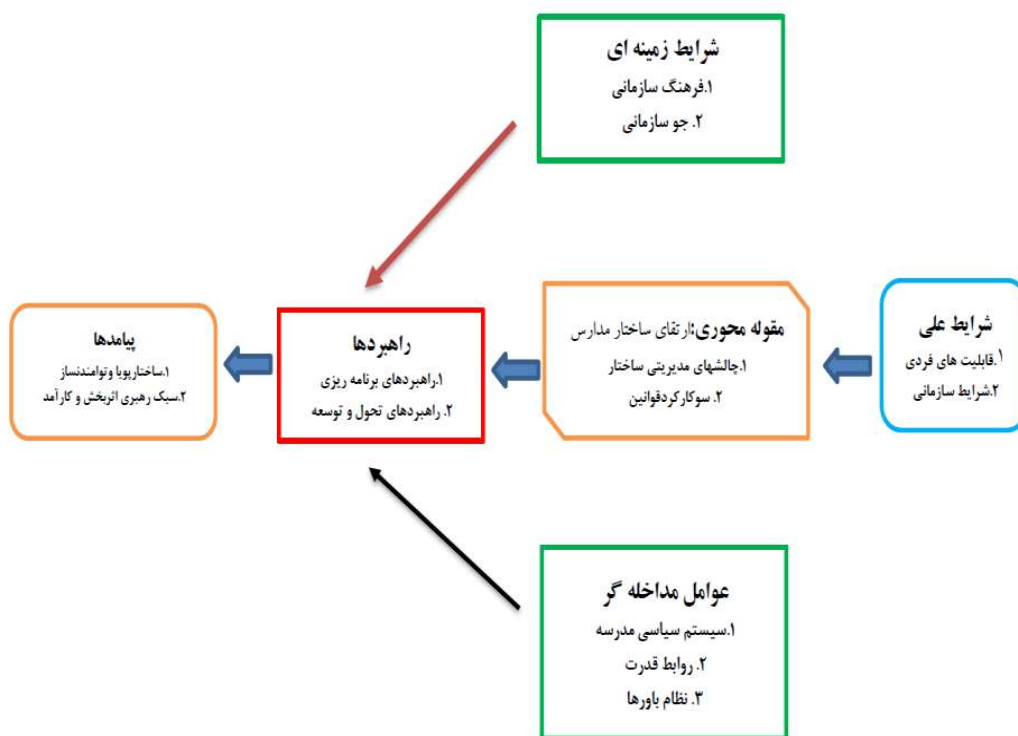 شرایط زمینه ای
۱.فرهنگ سازمانی
۲. جو سازمانی
شرایط علی
۱.قابلیت های فردی
۲.شرایط سازمانی
مقوله محوری:ارتقای ساختار مدارس
۱.چالشهای مدیریتی ساختار
۲. سوکارکردقوانین
راهبردها
۱.راهبردهای برنامه ریزی
۲. راهبردهای تحول و توسعه
پیامدها
۱.ساختارپویا وتوامندنساز
۲.سبک رهبری اثربخش و کارآمد
عوامل مداخله گر
۱.سیستم سیاسی مدرسه
۲. روابط قدرت
۳. نظام باورها